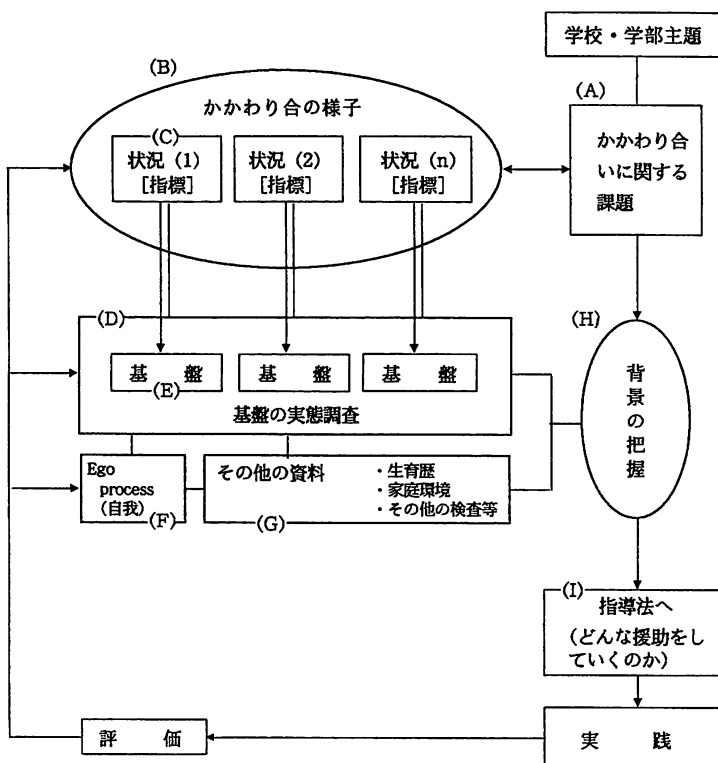 学校・学部主題
(A)
かかわり合
いに関する
課題
(B)
かかわり合の様子
(C)
状況(1)
[指標]
状況(2)
[指標]
状況(n)
[指標]
(D)
基 盤
基 盤
基 盤
(E)
基盤の実態調査
Ego
process
(自我)
(F)
その他の資料
・生育歴
・家庭環境
・その他の検査等
(G)
(H)
背景の把握
(I)
指導法へ
(どんな援助をし
ていくのか)
実 践
評 価